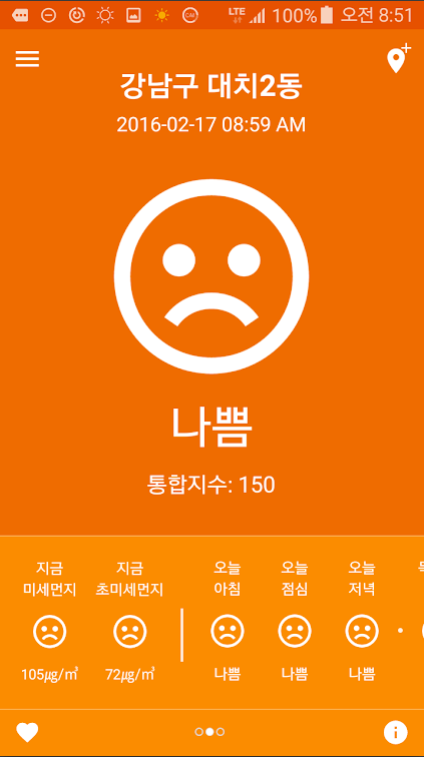 LTE 100% 오전 8:51
강남구 대치2동
2016-02-17 08:59 AM
나쁨
통합지수: 150
지금 지금 오늘 오늘 오늘
미세먼지 초미세먼지 아침 점심 저녁
105㎍/㎥ 72㎍/㎥ 나쁨 나쁨 나쁨